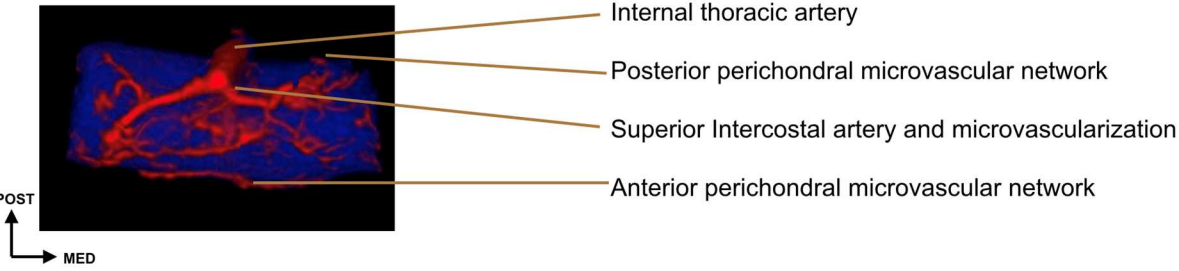 Internal thoracic artery
Posterior perichondral microvascular network
Superior Intercostal artery and microvascularization
Anterior perichondral microvascular network
POST
MED